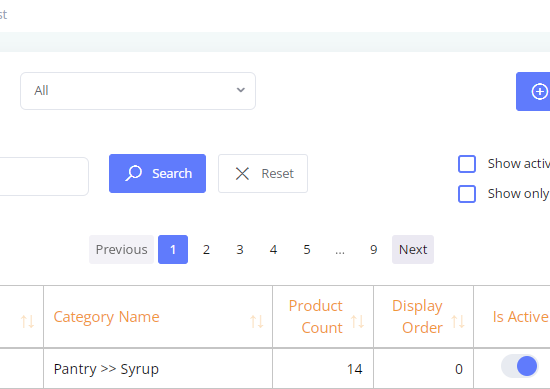 st
All
Search Reset
Show activ
Show only
Previous 1 2 3 4 5 ... 9 Next
Category Name Product Count Display Order Is Active
Pantry >> Syrup 14 0